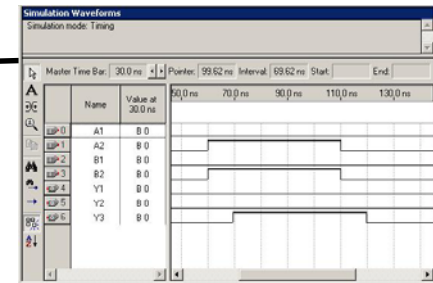 Simulation Waveforms
Simulation mode: Timing
Master Time Bar: 30.0 ns Pointer: 99.62 ns Interval: 69.62 ns Start: End:
Name Value at 30.0 ns 50.0 ns 70.0 ns 90.0 ns 110.0 ns 130.0 ns
0 A1 B 0
1 A2 B 0
2 B1 B 0
3 B2 B 0
4 Y1 B 0
5 Y2 B 0
6 Y3 B 0